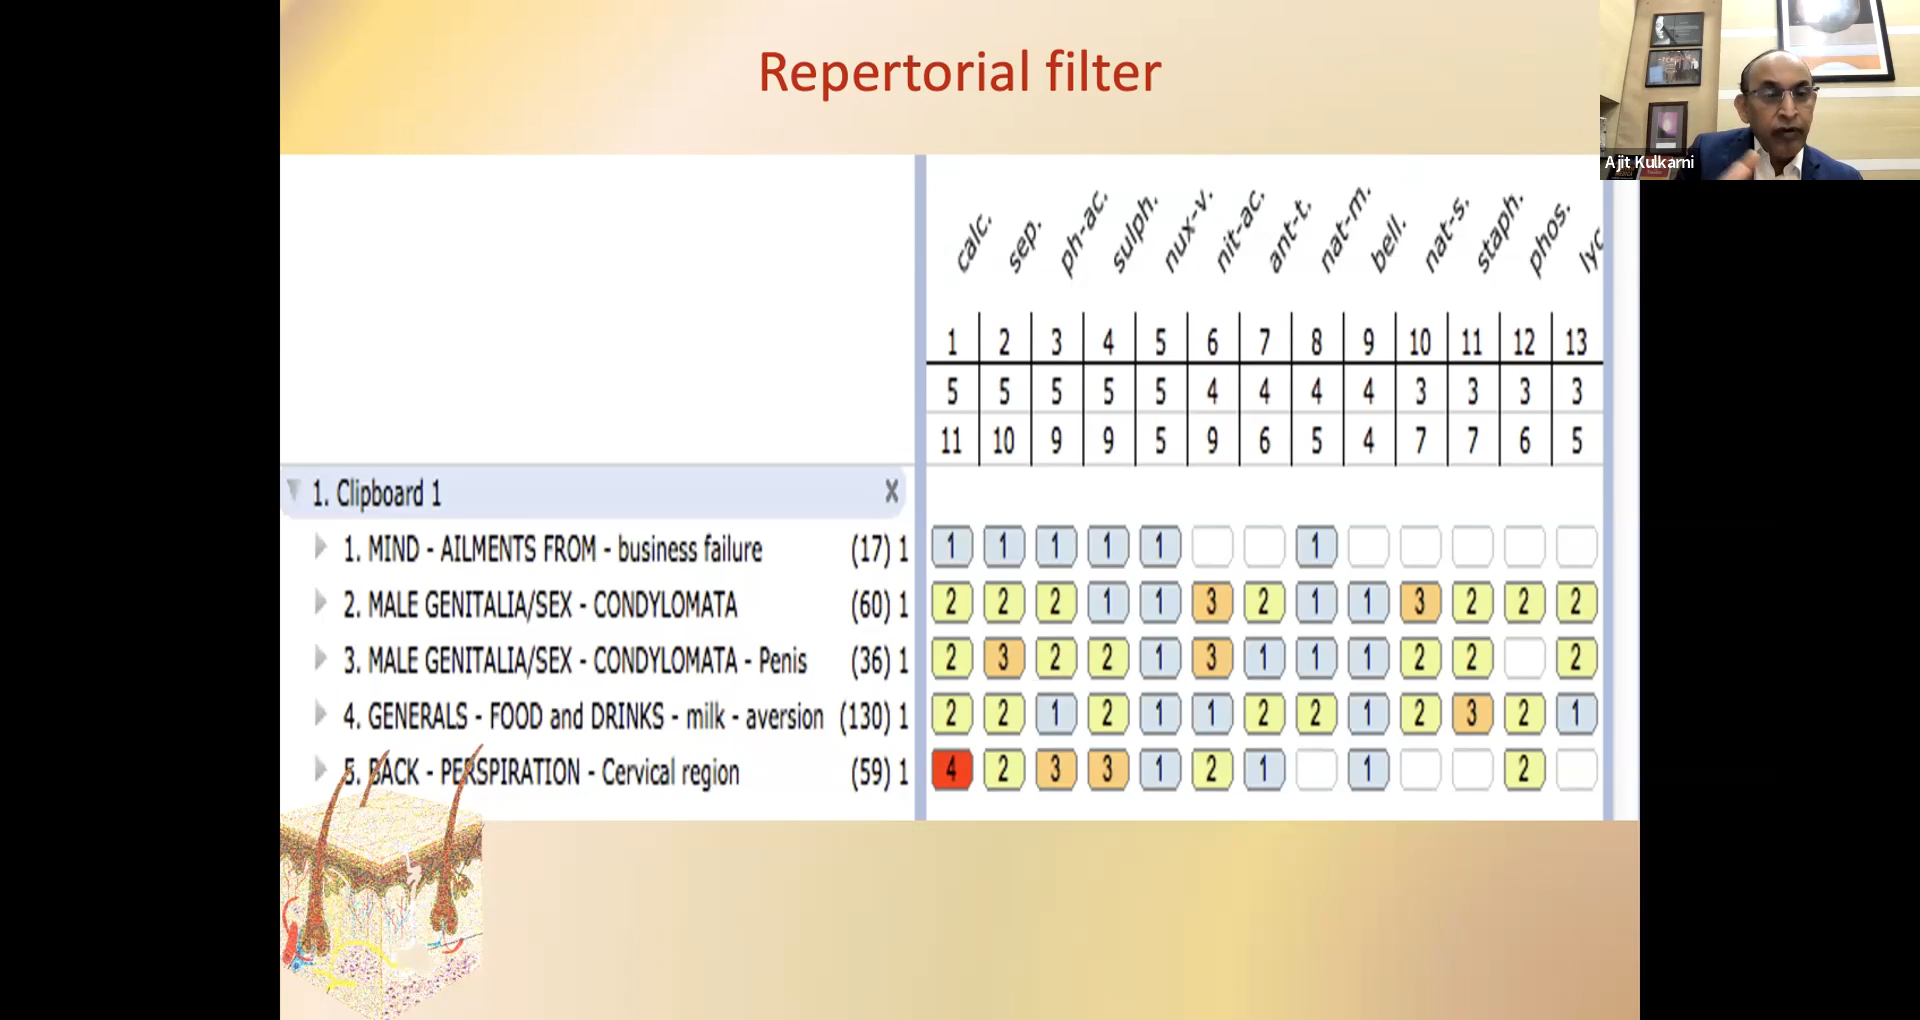 Repertorial filter
Ajit Kulkarni
calc. sep. ph-ac. sulph. nux-v. nit-ac. ant-t. nat-m. bell. nat-s. staph. phos. lyc
1 2 3 4 5 6 7 8 9 10 11 12 13
5 5 5 5 5 4 4 4 4 3 3 3 3
11 10 9 9 5 9 6 5 4 7 7 6 5
1. Clipboard 1 X
1. MIND - AILMENTS FROM - business failure (17) 1 1 1 1 1 1 1
2. MALE GENITALIA/SEX - CONDYLOMATA (60) 1 2 2 2 1 1 3 2 1 1 3 2 2 2
3. MALE GENITALIA/SEX - CONDYLOMATA - Penis (36) 1 2 3 2 2 1 3 1 1 1 2 2 2
4. GENERALS - FOOD and DRINKS - milk - aversion (130) 1 2 2 1 2 1 1 2 2 1 2 3 2 1
5. BACK - PERSPIRATION - Cervical region (59) 1 4 2 3 3 1 2 1 1 2